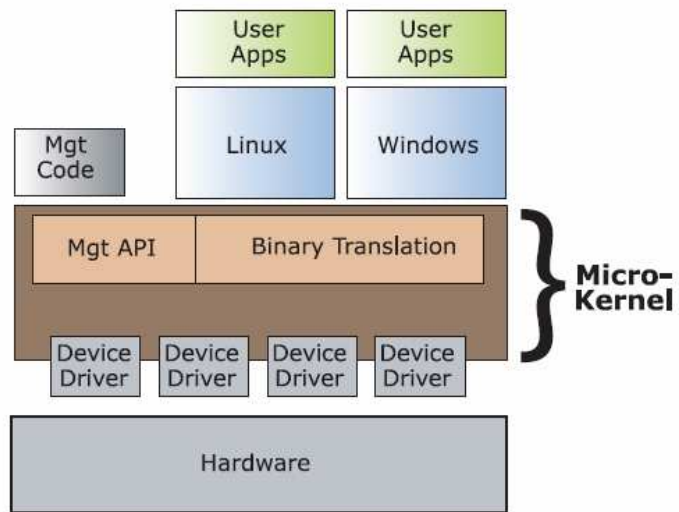 User
Apps
User
Apps
Mgt
Code
Linux
Windows
Mgt API
Binary Translation
Micro-
Kernel
Device
Driver
Device
Driver
Device
Driver
Device
Driver
Hardware